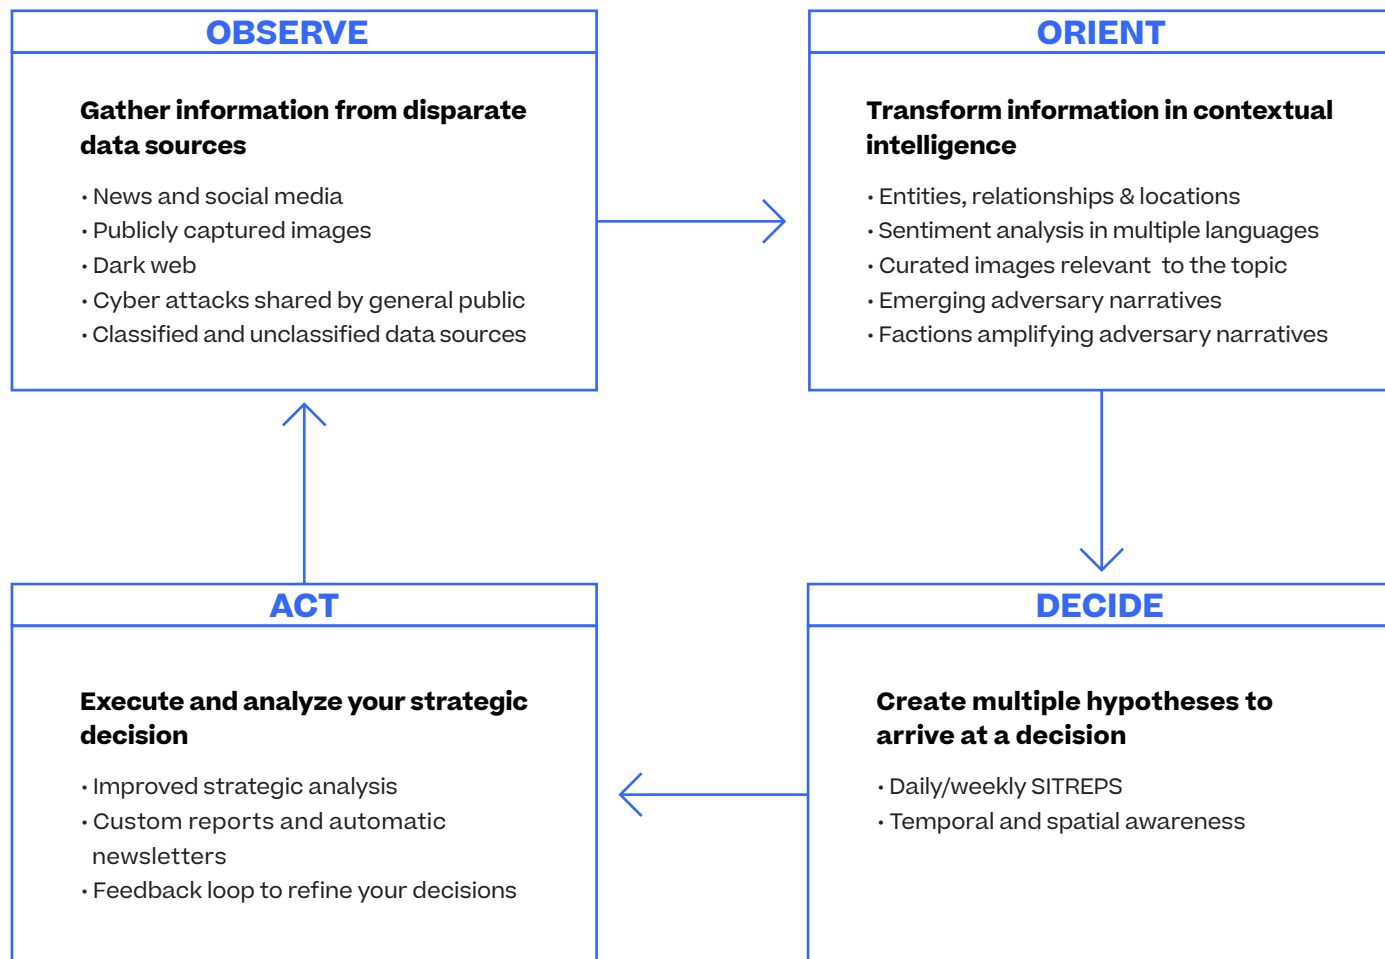 OBSERVE
Gather information from disparate
data sources
• News and social media
• Publicly captured images
• Dark web
• Cyber attacks shared by general public
• Classified and unclassified data sources
ORIENT
Transform information in contextual
intelligence
• Entities, relationships & locations
• Sentiment analysis in multiple languages
• Curated images relevant  to the topic
• Emerging adversary narratives
• Factions amplifying adversary narratives
ACT
Execute and analyze your strategic
decision
• Improved strategic analysis
• Custom reports and automatic
newsletters
• Feedback loop to refine your decisions
DECIDE
Create multiple hypotheses to
arrive at a decision
• Daily/weekly SITREPS
• Temporal and spatial awareness